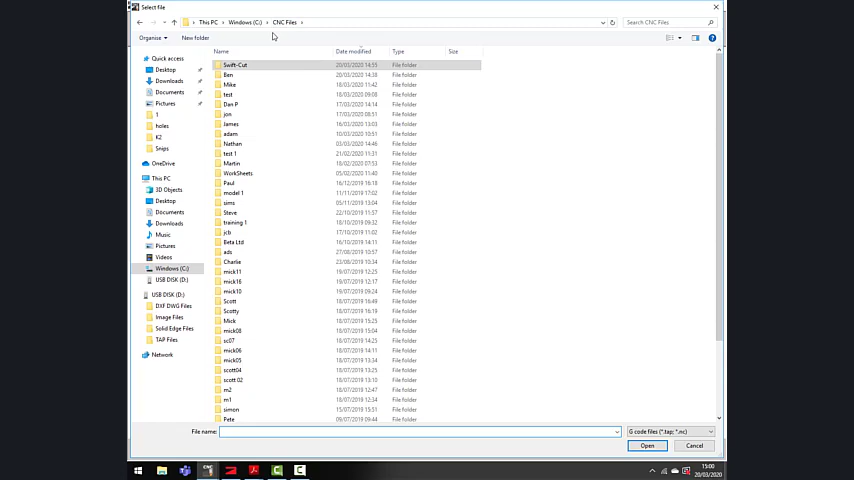 Select file
This PC > Windows (C:) > CNC Files >
Search CNC Files
Organise
New folder
Name
Date modified
Type
Size
Quick access
Desktop
Downloads
Documents
Pictures
1
holes
K2
Snips
OneDrive
This PC
3D Objects
Desktop
Documents
Downloads
Music
Pictures
Videos
Windows (C:)
USB DISK (D:)
USB DISK (D:)
DXF DWG Files
Image Files
Solid Edge Files
TAP Files
Network
Swift-Cut 20/03/2020 14:55 File folder
Ben 20/03/2020 14:38 File folder
Mike 18/03/2020 11:42 File folder
test 18/03/2020 09:08 File folder
Dan P 17/03/2020 14:14 File folder
jon 17/03/2020 08:51 File folder
James 16/03/2020 13:03 File folder
adam 10/03/2020 10:51 File folder
Nathan 03/03/2020 14:46 File folder
test 1 21/02/2020 11:31 File folder
Martin 18/02/2020 07:53 File folder
WorkSheets 05/02/2020 11:40 File folder
Paul 16/12/2019 16:18 File folder
model 1 11/11/2019 17:02 File folder
sims 05/11/2019 13:04 File folder
Steve 22/10/2019 11:57 File folder
training 1 18/10/2019 09:32 File folder
jcb 17/10/2019 11:02 File folder
Beta Ltd 16/10/2019 14:11 File folder
ads 27/08/2019 10:57 File folder
Charlie 23/08/2019 10:34 File folder
mick11 19/07/2019 12:25 File folder
mick16 19/07/2019 12:17 File folder
mick10 19/07/2019 09:24 File folder
Scott 18/07/2019 16:49 File folder
Scotty 18/07/2019 16:19 File folder
Mick 18/07/2019 15:25 File folder
mick08 18/07/2019 15:04 File folder
sc07 18/07/2019 14:25 File folder
mick06 18/07/2019 14:11 File folder
mick05 18/07/2019 13:34 File folder
scott04 18/07/2019 13:25 File folder
scott 02 18/07/2019 13:10 File folder
m2 18/07/2019 12:47 File folder
m1 18/07/2019 12:34 File folder
simon 15/07/2019 15:51 File folder
Pete 09/07/2019 09:44 File folder
File name:
G code files (*.tap; *.nc)
Open
Cancel
CNC
15:00
20/03/2020